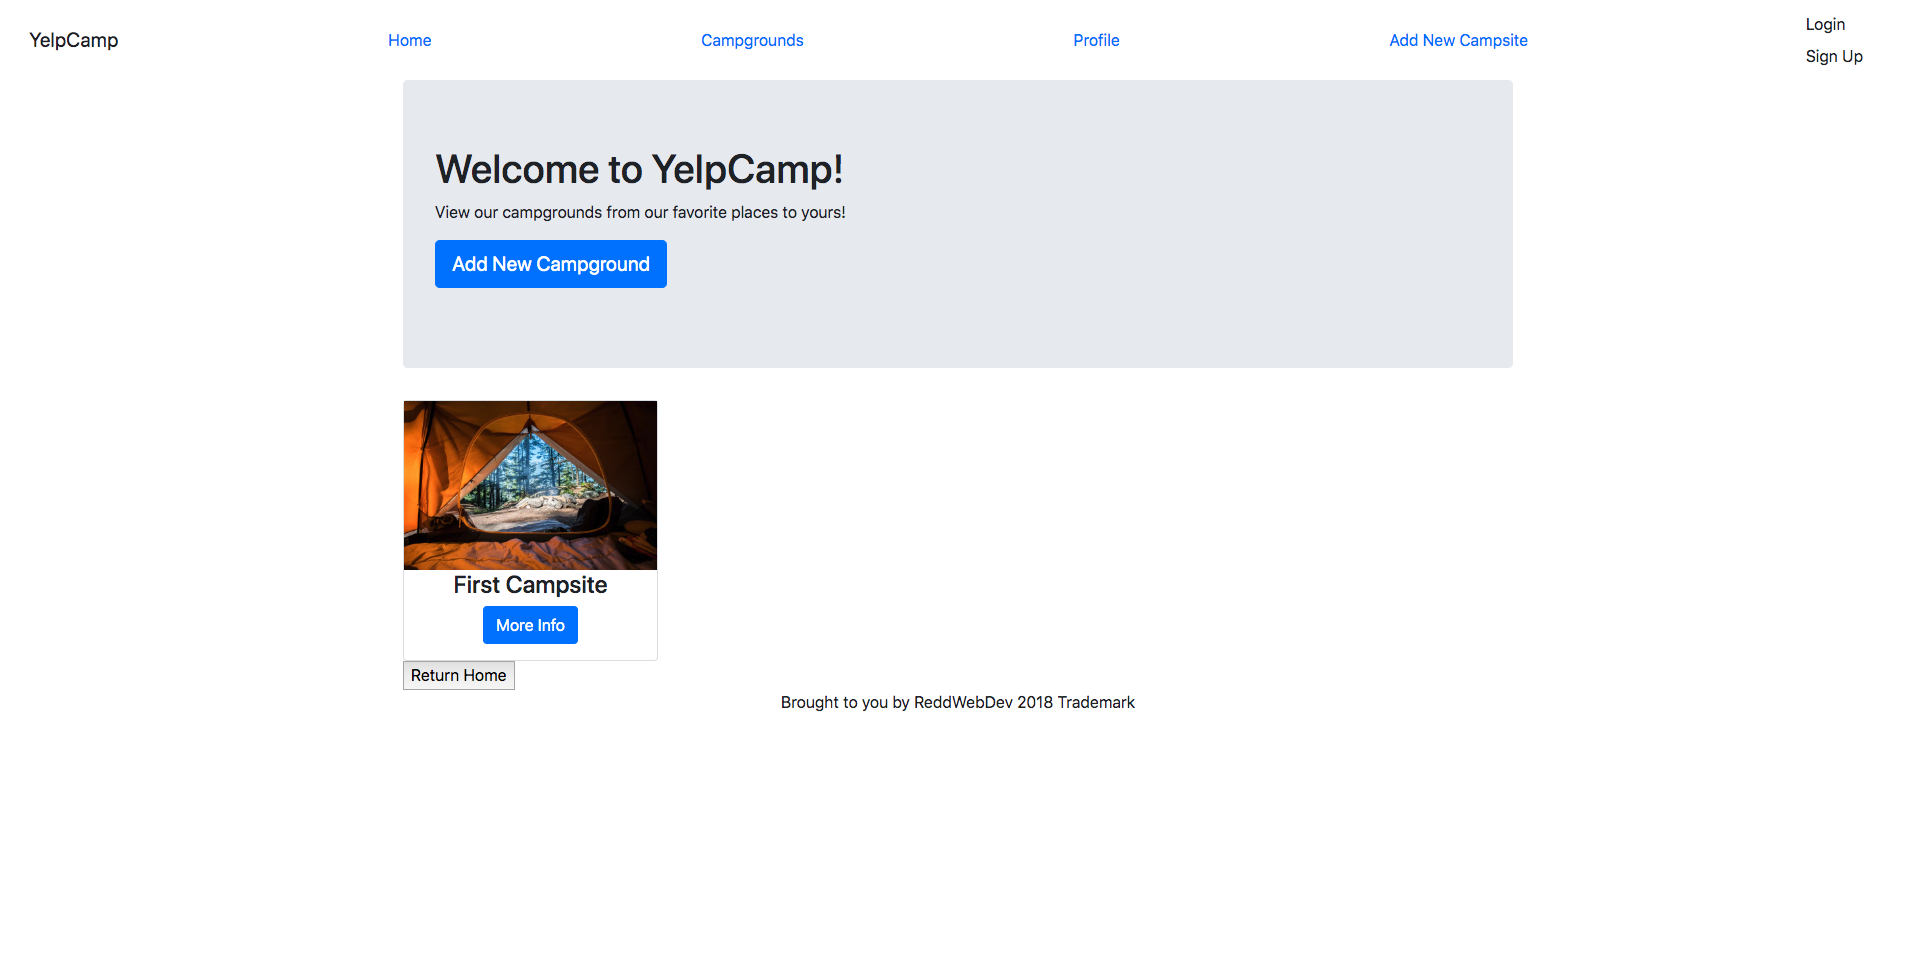 YelpCamp
Home
Campgrounds
Profile
Add New Campsite
Login
Sign Up
Welcome to YelpCamp!
View our campgrounds from our favorite places to yours!
Add New Campground
First Campsite
More Info
Return Home
Brought to you by ReddWebDev 2018 Trademark